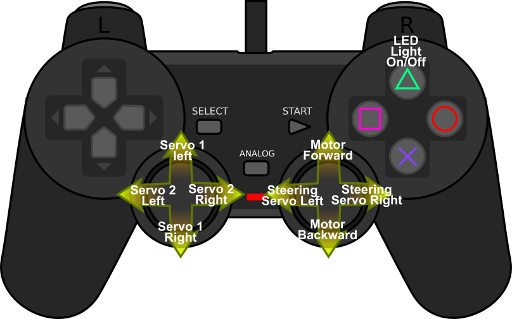 L
R
LED
Light
On/Off
SELECT
START
Servo 1
left
ANALOG
Motor
Forward
Servo 2
Left
Servo 2
Right
Steering
Servo Left
Steering
Servo Right
Servo 1
Right
Motor
Backward